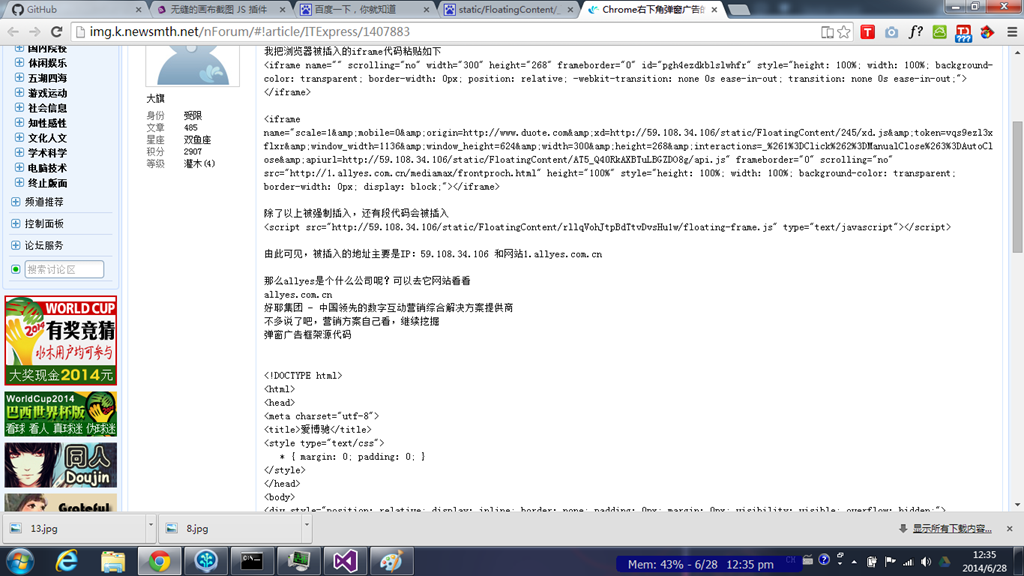 GitHub
无缝的画布截图 JS 插件
百度一下，你就知道
static/FloatingContent/
Chrome右下角弹窗广告的
img.k.newsmth.net/nForum/#!article/ITExpress/1407883
国内院校
休闲娱乐
五湖四海
游戏运动
社会信息
知性感性
文化人文
学术科学
电脑技术
终止版面
频道推荐
控制面板
论坛服务
搜索讨论区
WORLD CUP
2014
有奖竞猜
水木用户均可参与
大奖现金2014元
WorldCup2014
巴西世界杯版
看球 看人 真球迷 伪球迷
同人
Doujin
Grateful
大旗
身份 受限
文章 485
星座 双鱼座
积分 2907
等级 灌木(4)
我把浏览器被插入的iframe代码粘贴如下
<iframe name="" scrolling="no" width="300" height="268" frameborder="0" id="pgh4ezdkblslwhfr" style="height: 100%; width: 100%; background-
color: transparent; border-width: 0px; position: relative; -webkit-transition: none 0s ease-in-out; transition: none 0s ease-in-out;">
</iframe>
<iframe
name="scale=1&amp;mobile=0&amp;origin=http://www.duote.com&amp;xd=http://59.108.34.106/static/FloatingContent/245/xd.js&amp;token=vqs9ezl3x
flxr&amp;window_width=1136&amp;window_height=624&amp;width=300&amp;height=268&amp;interactions=_%261%3DClick%262%3DManualClose%263%3DAutoClo
se&amp;apiurl=http://59.108.34.106/static/FloatingContent/AT5_Q40RkAXBTuLBGZDO8g/api.js" frameborder="0" scrolling="no"
src="http://1.allyes.com.cn/mediamax/frontproch.html" height="100%" style="height: 100%; width: 100%; background-color: transparent;
border-width: 0px; display: block;"></iframe>
除了以上被强制插入，还有段代码会被插入
<script src="http://59.108.34.106/static/FloatingContent/rllqVohJtpBdTtvDvsHu1w/floating-frame.js" type="text/javascript"></script>
由此可见，被插入的地址主要是IP：59.108.34.106 和网站1.allyes.com.cn
那么allyes是个什么公司呢？可以去它网站看看
allyes.com.cn
好耶集团 - 中国领先的数字互动营销综合解决方案提供商
不多说了吧，营销方案自己看，继续挖掘
弹窗广告框架源代码
<!DOCTYPE html>
<html>
<head>
<meta charset="utf-8">
<title>爱博驰</title>
<style type="text/css">
* { margin: 0; padding: 0; }
</style>
</head>
<body>
<div style="position: relative; display: inline; border: none; padding: 0px; margin: 0px; visibility: visible; overflow: hidden;">
13.jpg
8.jpg
显示所有下载内容...
Mem: 43% - 6/28 12:35 pm
12:35
2014/6/28